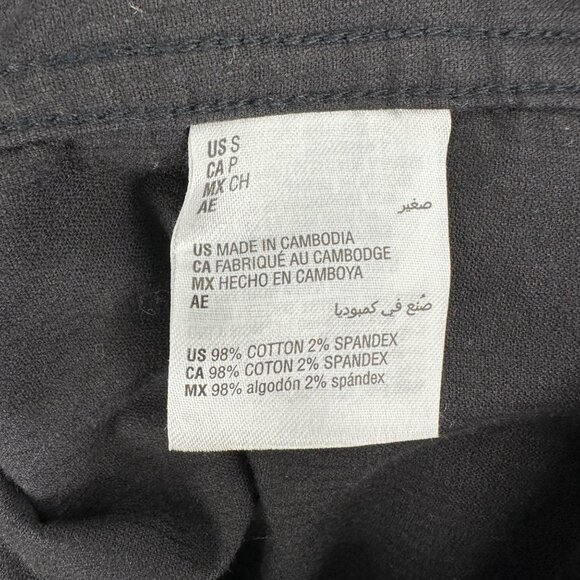 US S
CA P
MX CH
AE صغير
US MADE IN CAMBODIA
CA FABRIQUÉ AU CAMBODGE
MX HECHO EN CAMBOYA
AE صُنع في كمبوديا
US 98% COTTON 2% SPANDEX
CA 98% COTON 2% SPANDEX
MX 98% algodón 2% spándex